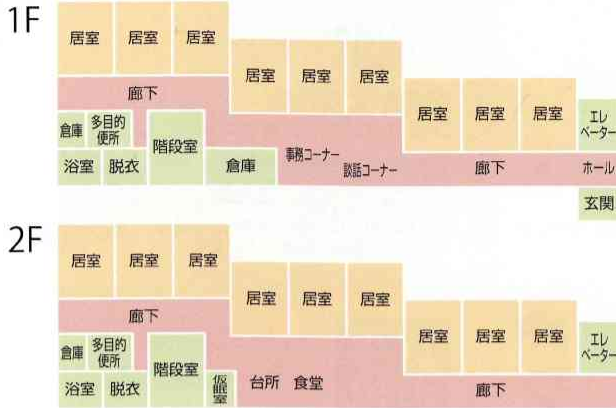 1F
居室 居室 居室
居室 居室 居室
居室 居室 居室
廊下
エレ
ベーター
倉庫 多目的
便所
階段室
事務コーナー
談話コーナー
廊下
ホール
浴室 脱衣
倉庫
玄関
2F
居室 居室 居室
居室 居室 居室
居室 居室 居室
廊下
エレ
ベーター
倉庫 多目的
便所
階段室
浴室 脱衣
仮眠室
台所 食堂
廊下